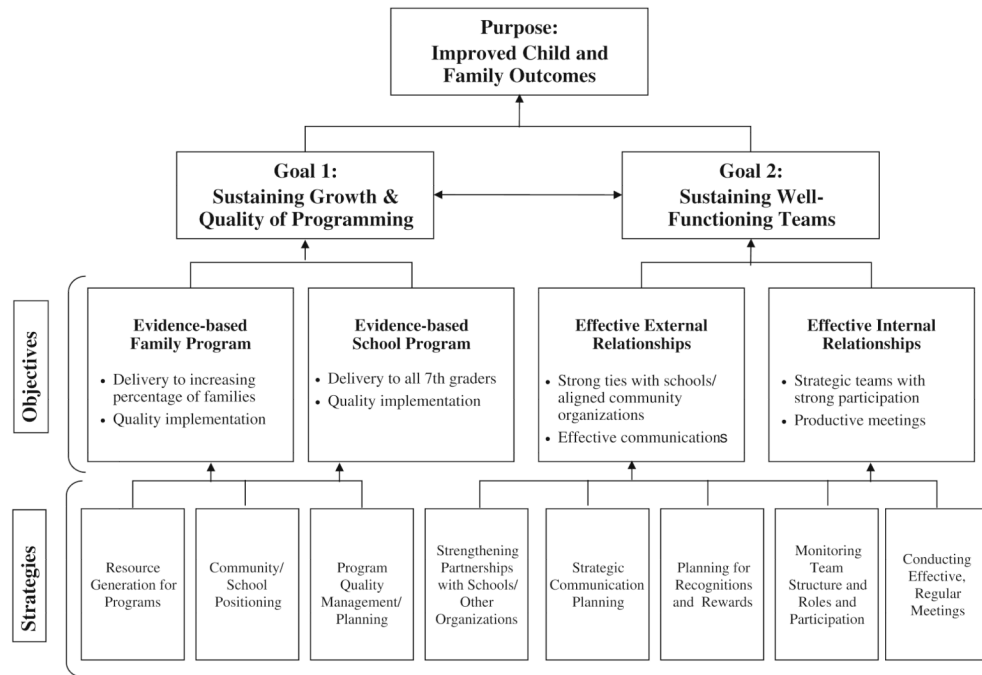 Purpose:
Improved Child and
Family Outcomes
Goal 1:
Sustaining Growth &
Quality of Programming
Goal 2:
Sustaining Well-
Functioning Teams
Objectives
Evidence-based
Family Program
• Delivery to increasing
percentage of families
• Quality implementation
Evidence-based
School Program
• Delivery to all 7th graders
• Quality implementation
Effective External
Relationships
• Strong ties with schools/
aligned community
organizations
• Effective communications
Effective Internal
Relationships
• Strategic teams with
strong participation
• Productive meetings
Strategies
Resource
Generation for
Programs
Community/
School
Positioning
Program
Quality
Management/
Planning
Strengthening
Partnerships
with Schools/
Other
Organizations
Strategic
Communication
Planning
Planning for
Recognitions
and Rewards
Monitoring
Team
Structure and
Roles and
Participation
Conducting
Effective,
Regular
Meetings